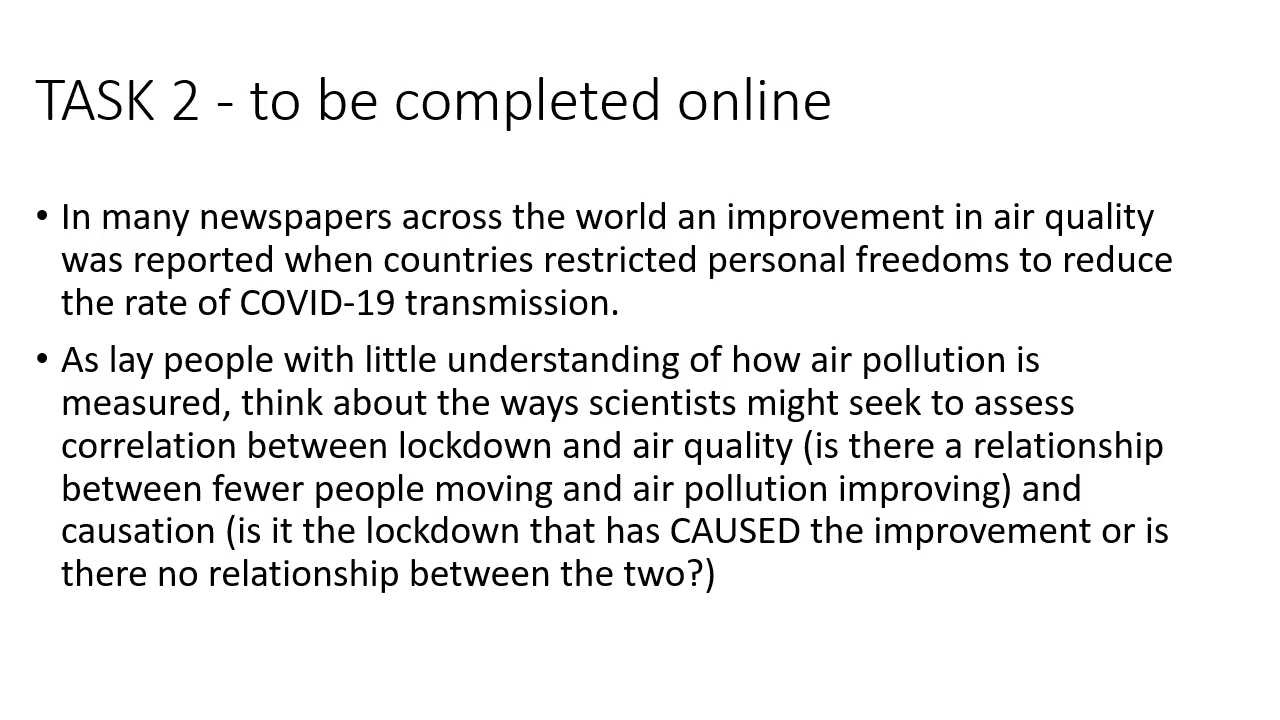 TASK 2 - to be completed online
• In many newspapers across the world an improvement in air quality
was reported when countries restricted personal freedoms to reduce
the rate of COVID-19 transmission.
• As lay people with little understanding of how air pollution is
measured, think about the ways scientists might seek to assess
correlation between lockdown and air quality (is there a relationship
between fewer people moving and air pollution improving) and
causation (is it the lockdown that has CAUSED the improvement or is
there no relationship between the two?)